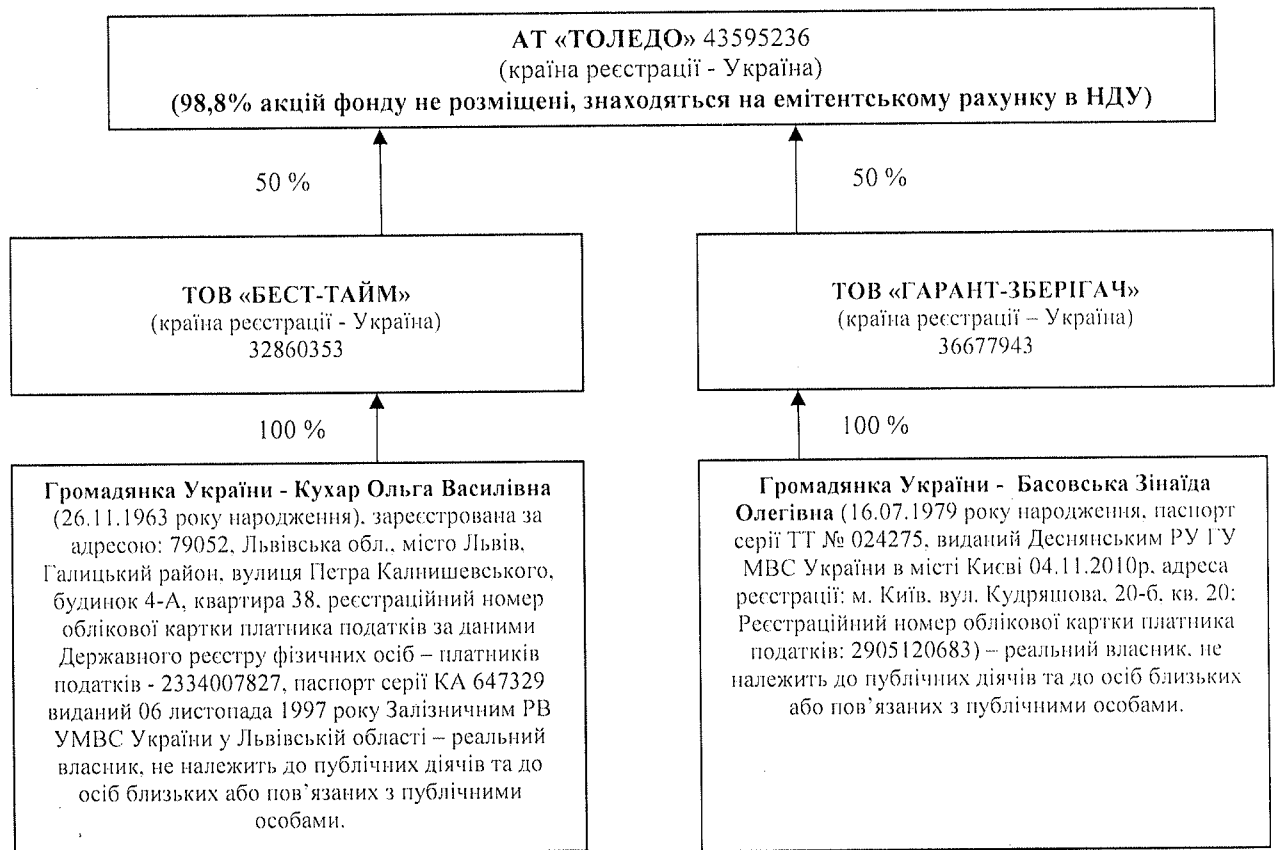 АТ «ТОЛЕДО» 43595236
(країна реєстрації - Україна)
(98,8% акцій фонду не розміщені, знаходяться на емітентському рахунку в НДУ)
50 %
50 %
ТОВ «БЕСТ-ТАЙМ»
(країна реєстрації - Україна)
32860353
ТОВ «ГАРАНТ-ЗБЕРІГАЧ»
(країна реєстрації – Україна)
36677943
100 %
100 %
Громадянка України - Кухар Ольга Василівна
(26.11.1963 року народження), зареєстрована за
адресою: 79052, Львівська обл., місто Львів,
Галицький район, вулиця Петра Калнишевського,
будинок 4-А, квартира 38, реєстраційний номер
облікової картки платника податків за даними
Державного реєстру фізичних осіб – платників
податків - 2334007827, паспорт серії КА 647329
виданий 06 листопада 1997 року Залізничним РВ
УМВС України у Львівській області – реальний
власник, не належить до публічних діячів та до
осіб близьких або пов’язаних з публічними
особами.
Громадянка України - Басовська Зінаїда
Олегівна (16.07.1979 року народження, паспорт
серії ТТ № 024275, виданий Деснянським РУ ГУ
МВС України в місті Києві 04.11.2010р, адреса
реєстрації: м. Київ, вул. Кудряшова, 20-б, кв. 20;
Реєстраційний номер облікової картки платника
податків: 2905120683) – реальний власник, не
належить до публічних діячів та до осіб близьких
або пов’язаних з публічними особами.